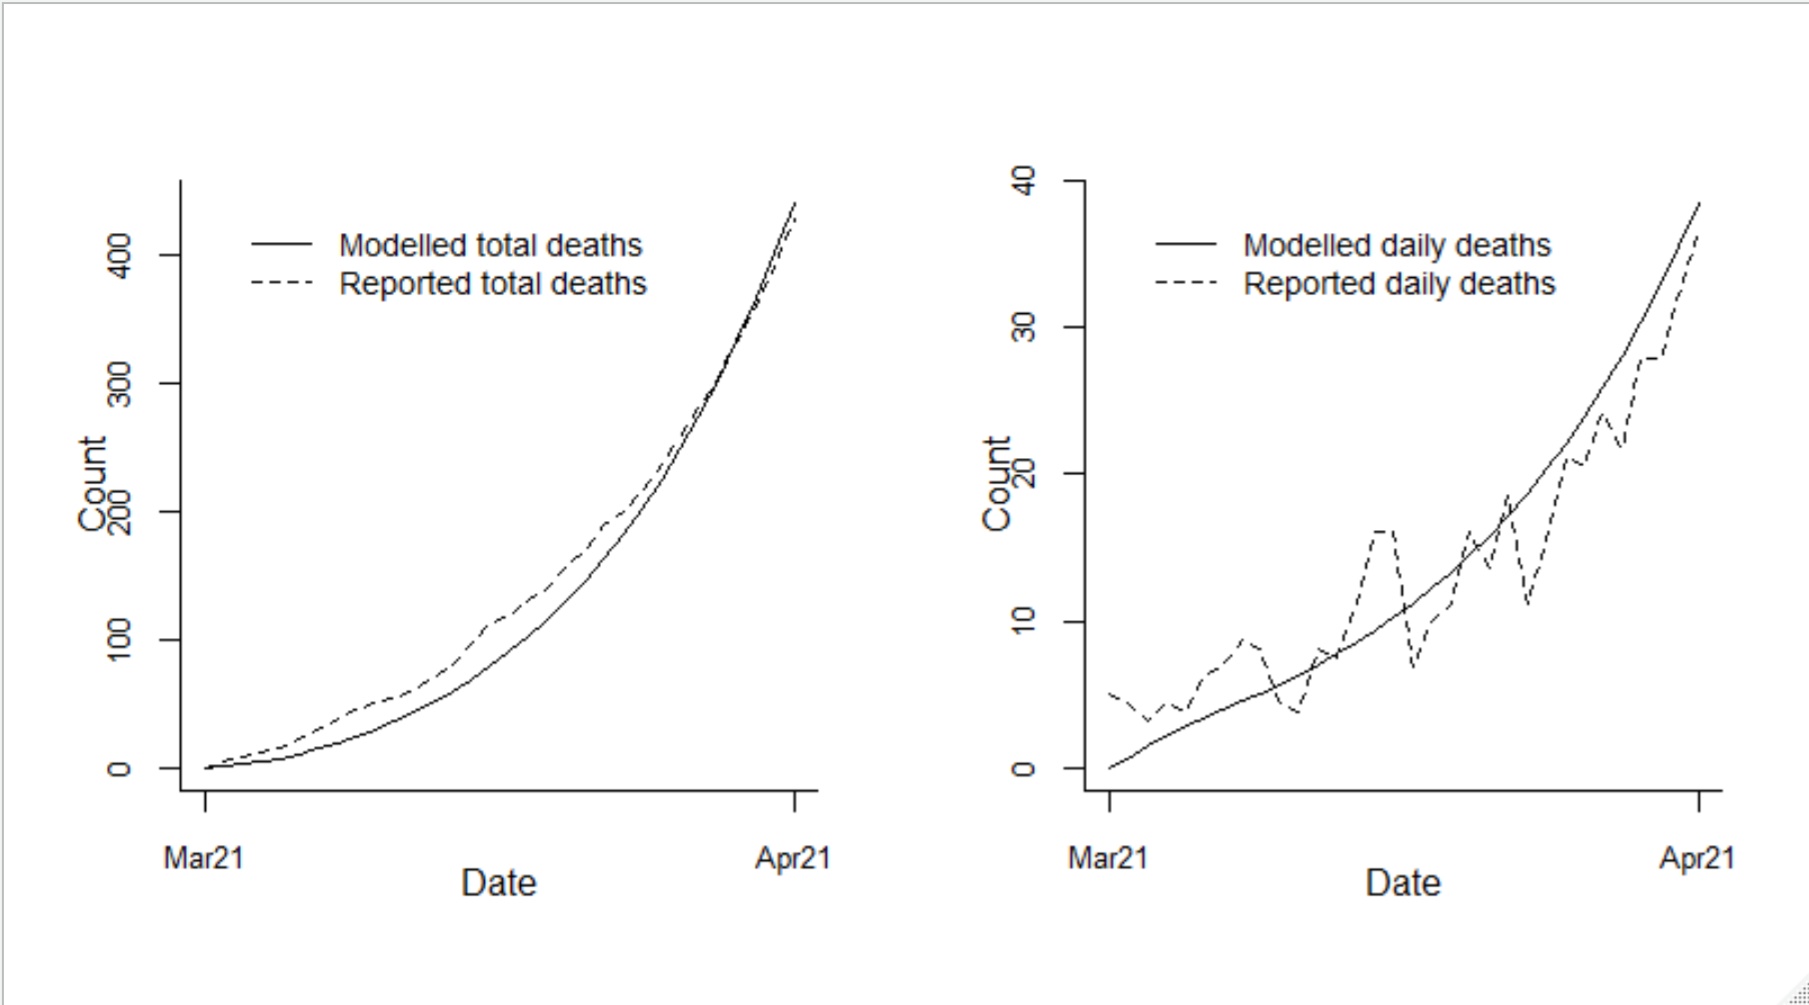 Modelled total deaths
Reported total deaths
Count
0
100
200
300
400
Mar21
Apr21
Date
Modelled daily deaths
Reported daily deaths
Count
0
10
20
30
40
Mar21
Apr21
Date